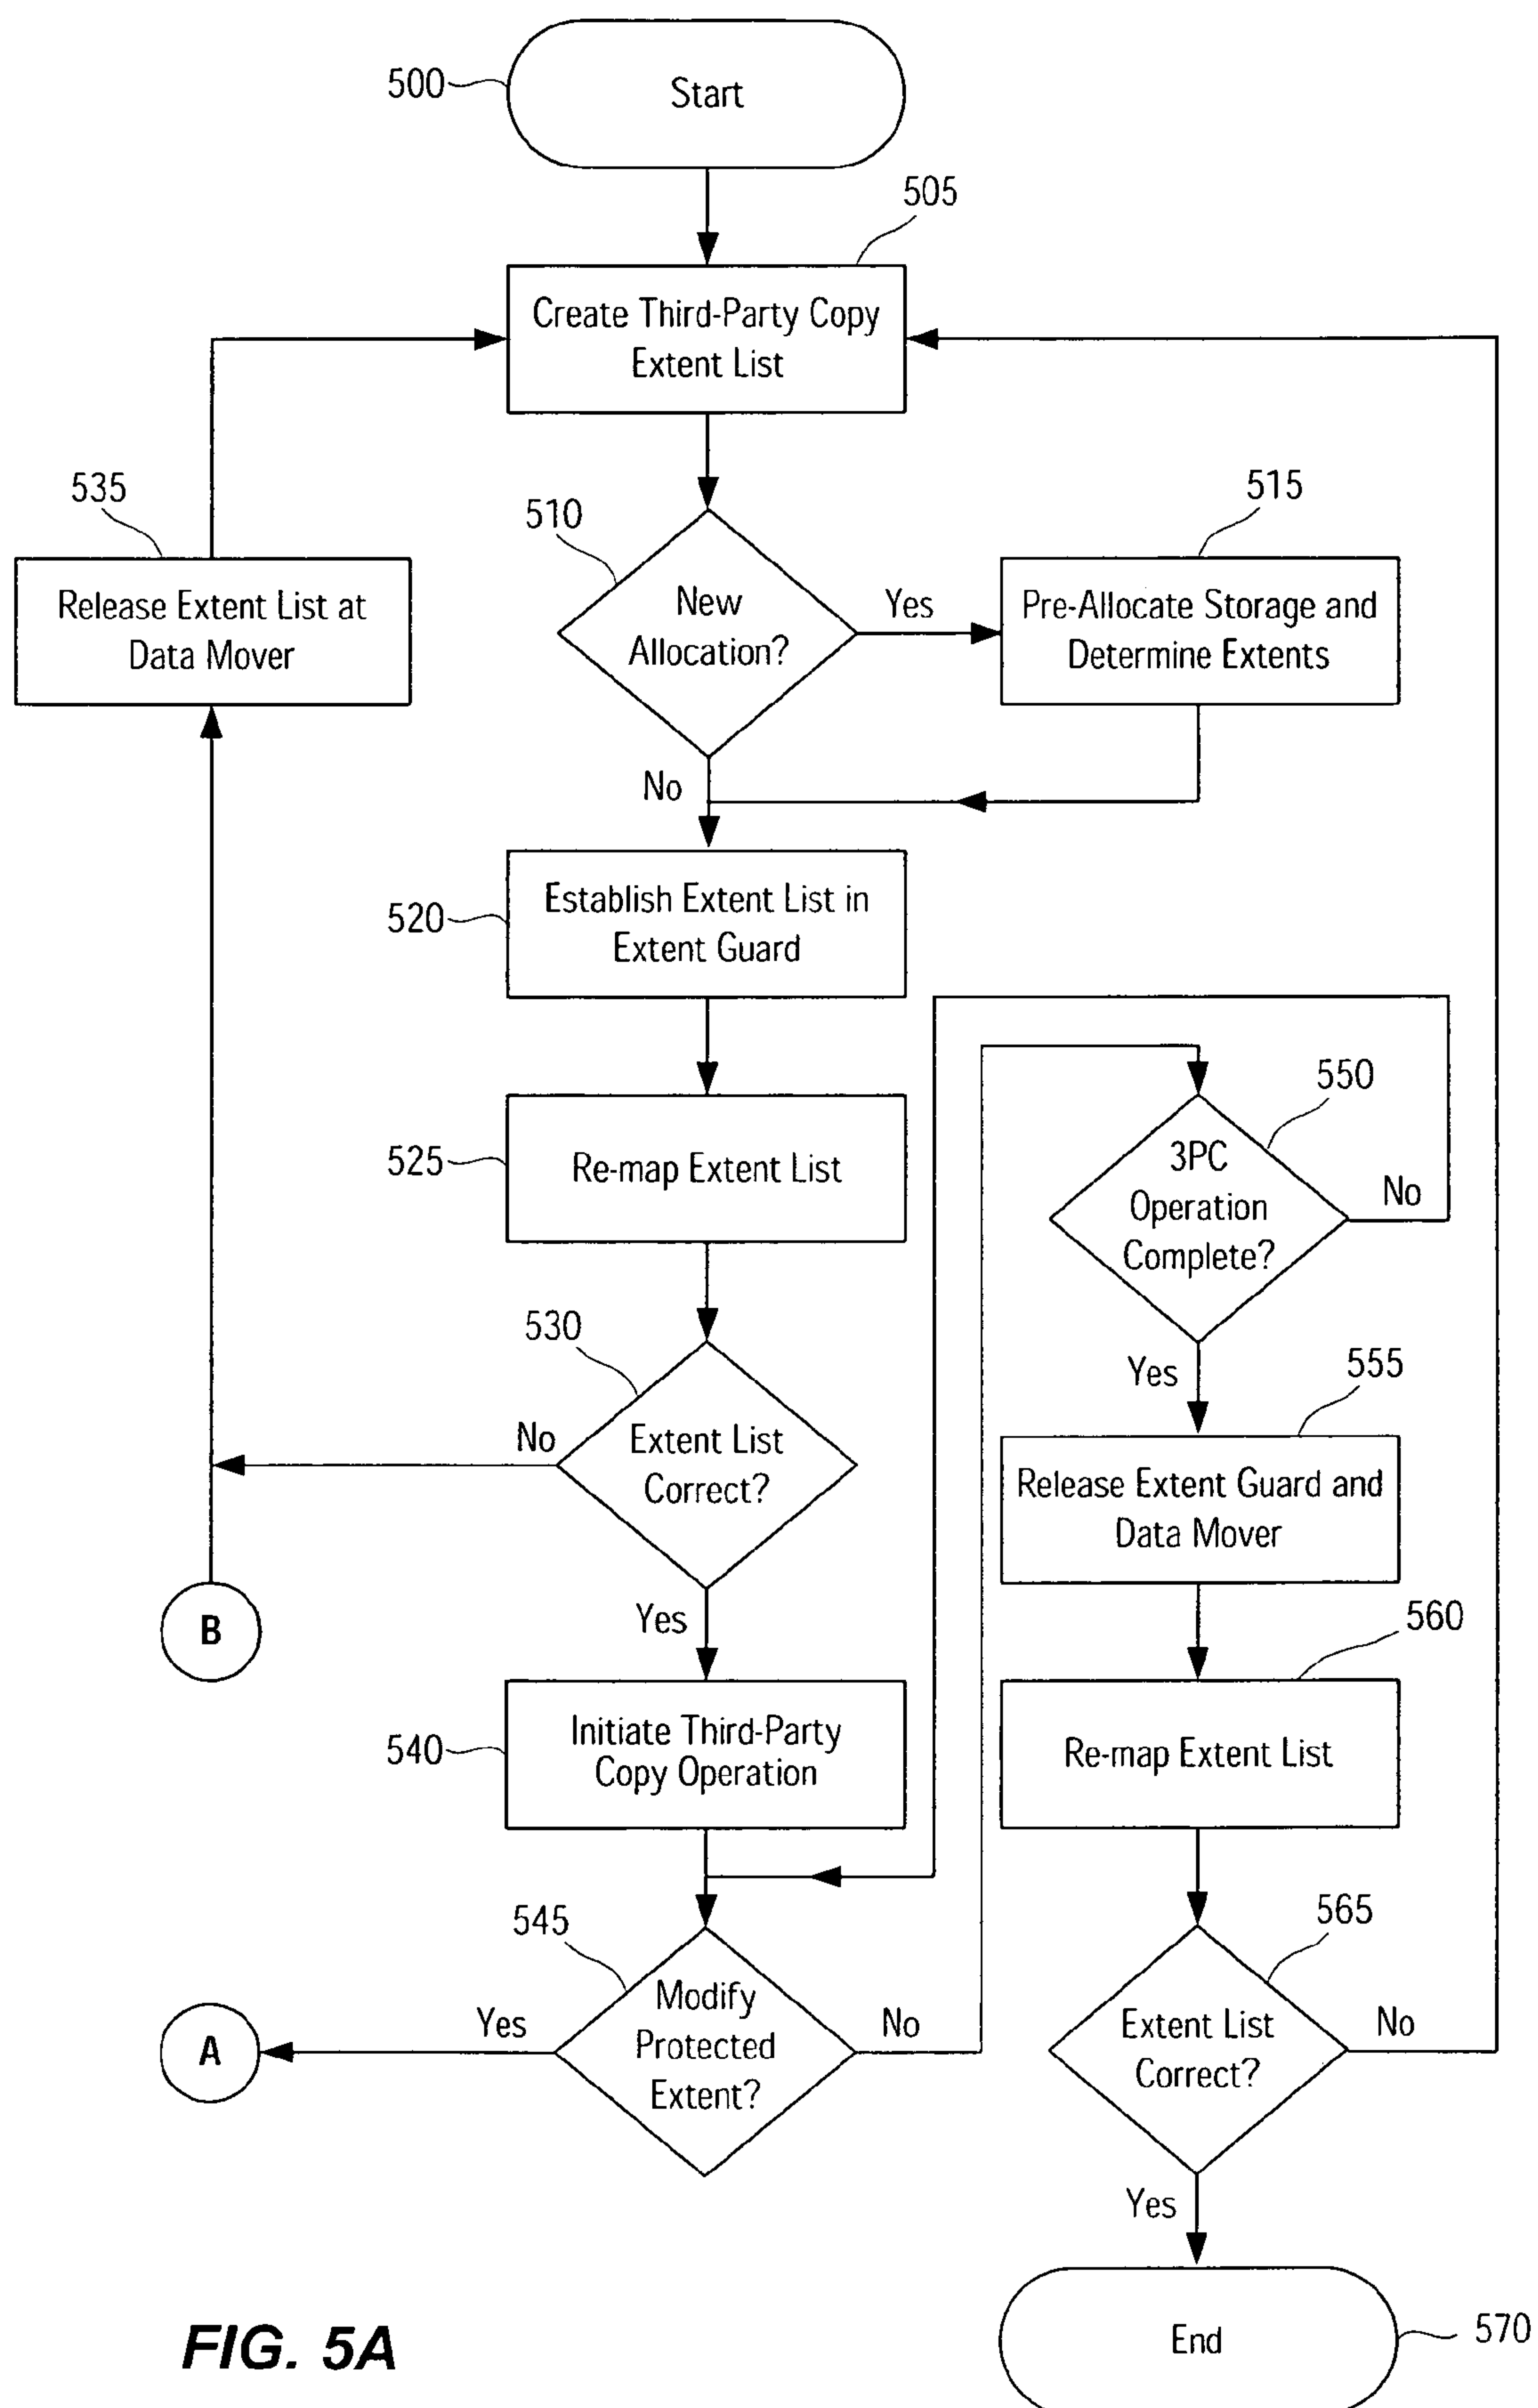 500
Start
505
Create Third-Party Copy
Extent List
535
Release Extent List at
Data Mover
510
New
Allocation?
Yes
No
515
Pre-Allocate Storage and
Determine Extents
520
Establish Extent List in
Extent Guard
525
Re-map Extent List
530
Extent List
Correct?
No
Yes
B
540
Initiate Third-Party
Copy Operation
545
Modify
Protected
Extent?
Yes
No
A
550
3PC
Operation
Complete?
No
Yes
555
Release Extent Guard and
Data Mover
560
Re-map Extent List
565
Extent List
Correct?
No
Yes
End
570
FIG. 5A